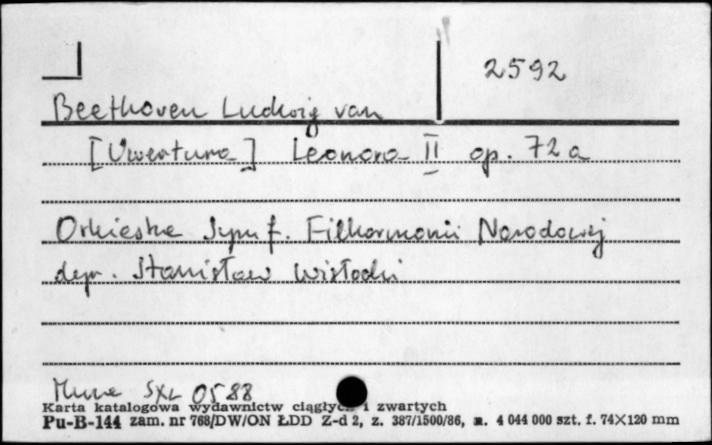 2592
Beethoven Ludwig van
[Uwertura] Leonora II op. 72a
Orkiestra Symf. Filharmonii Narodowej
dyr. Stanisław Wisłocki
Muza SXL 0588
Karta katalogowa wydawnictw ciągłych i zwartych
Pu-B-144 zam. nr 768/DW/ON ŁDD Z-d 2, z. 387/1500/86, n. 4 044 000 szt. f. 74X120 mm